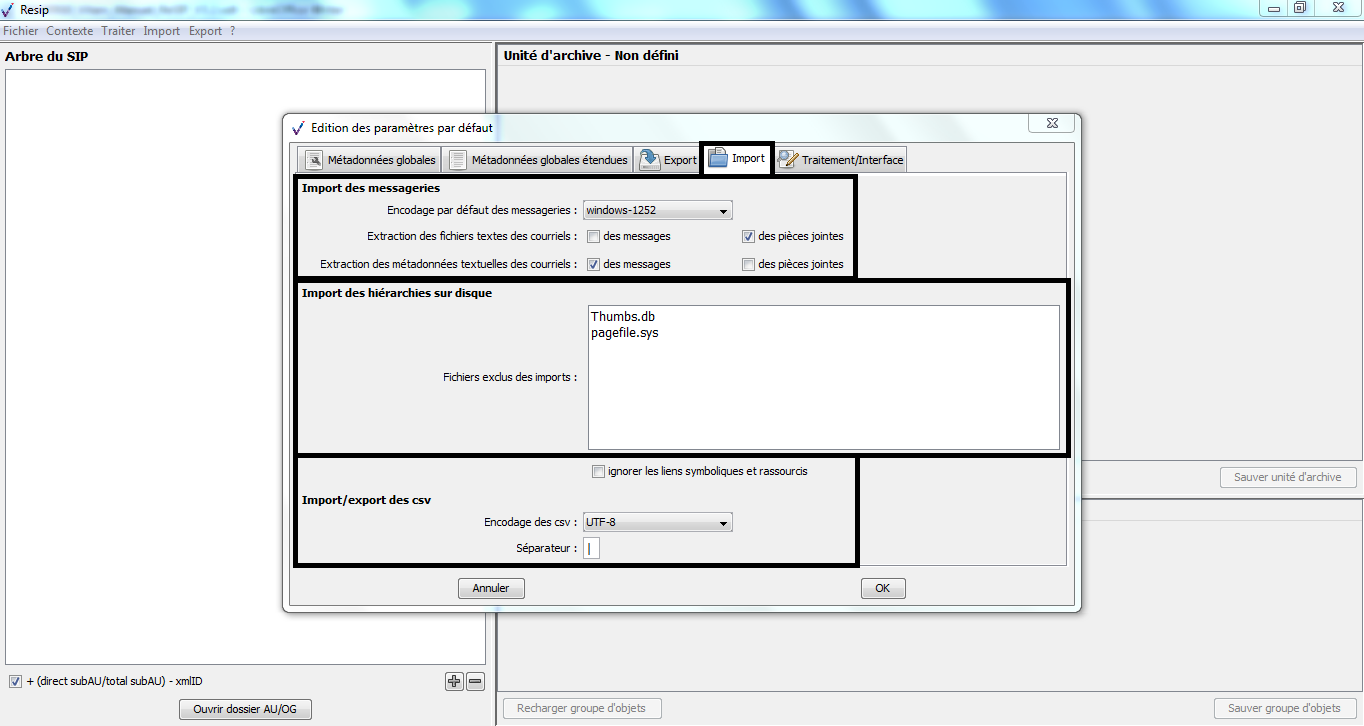 Resip
Fichier Contexte Traiter Import Export ?
Arbre du SIP
Unité d'archive - Non défini
Edition des paramètres par défaut
Métadonnées globales
Métadonnées globales étendues
Export
Import
Traitement/Interface
Import des messageries
Encodage par défaut des messageries : windows-1252
Extraction des fichiers textes des courriels : des messages des pièces jointes
Extraction des métadonnées textuelles des courriels : des messages des pièces jointes
Import des hiérarchies sur disque
Thumbs.db
pagefile.sys
Fichiers exclus des imports :
ignorer les liens symboliques et rassourcis
Import/export des csv
Encodage des csv : UTF-8
Séparateur : |
Annuler
OK
Sauver unité d'archive
+ (direct subAU/total subAU) - xmlID
Ouvrir dossier AU/OG
Recharger groupe d'objets
Sauver groupe d'objets